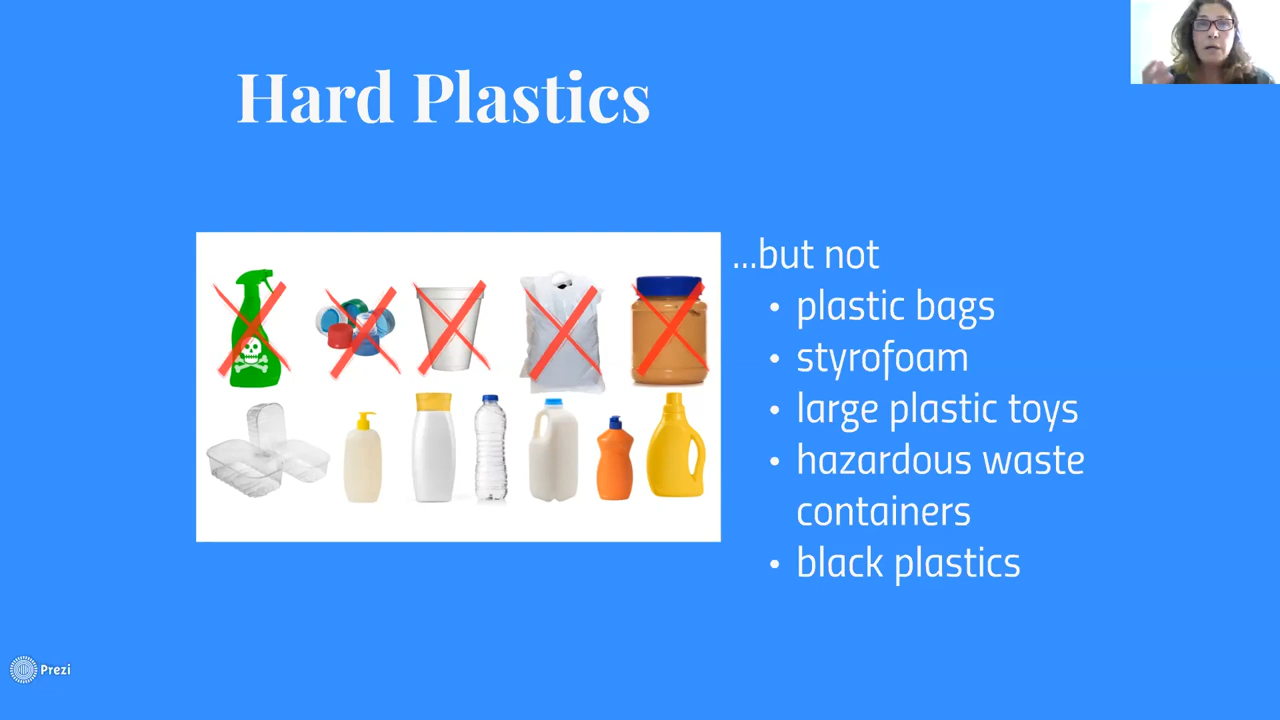 Hard Plastics
...but not
• plastic bags
• styrofoam
• large plastic toys
• hazardous waste
containers
• black plastics
Prezi